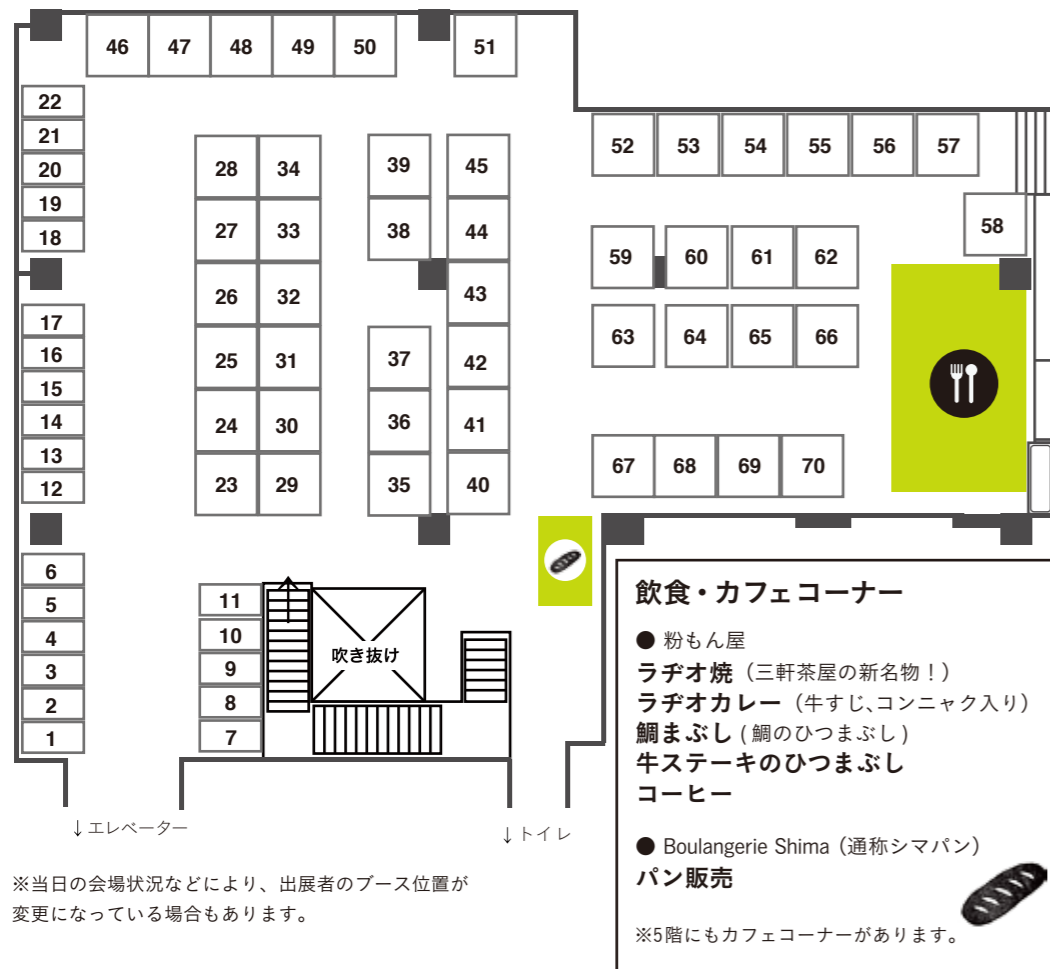 46 47 48 49 50 51
22
21
20
19
18
17
16
15
14
13
12
6
5
4
3
2
1
28 34
27 33
26 32
25 31
24 30
23 29
39 45
38 44
43
37 42
36 41
35 40
52 53 54 55 56 57
58
59 60 61 62
63 64 65 66
67 68 69 70
11
10
9
8
7
吹き抜け
↓エレベーター
↓トイレ
※当日の会場状況などにより、出展者のブース位置が
変更になっている場合もあります。
飲食・カフェコーナー
● 粉もん屋
ラヂオ焼（三軒茶屋の新名物！）
ラヂオカレー（牛すじ、コンニャク入り）
鯛まぶし ( 鯛のひつまぶし )
牛ステーキのひつまぶし
コーヒー
● Boulangerie Shima（通称シマパン）
パン販売
※5階にもカフェコーナーがあります。